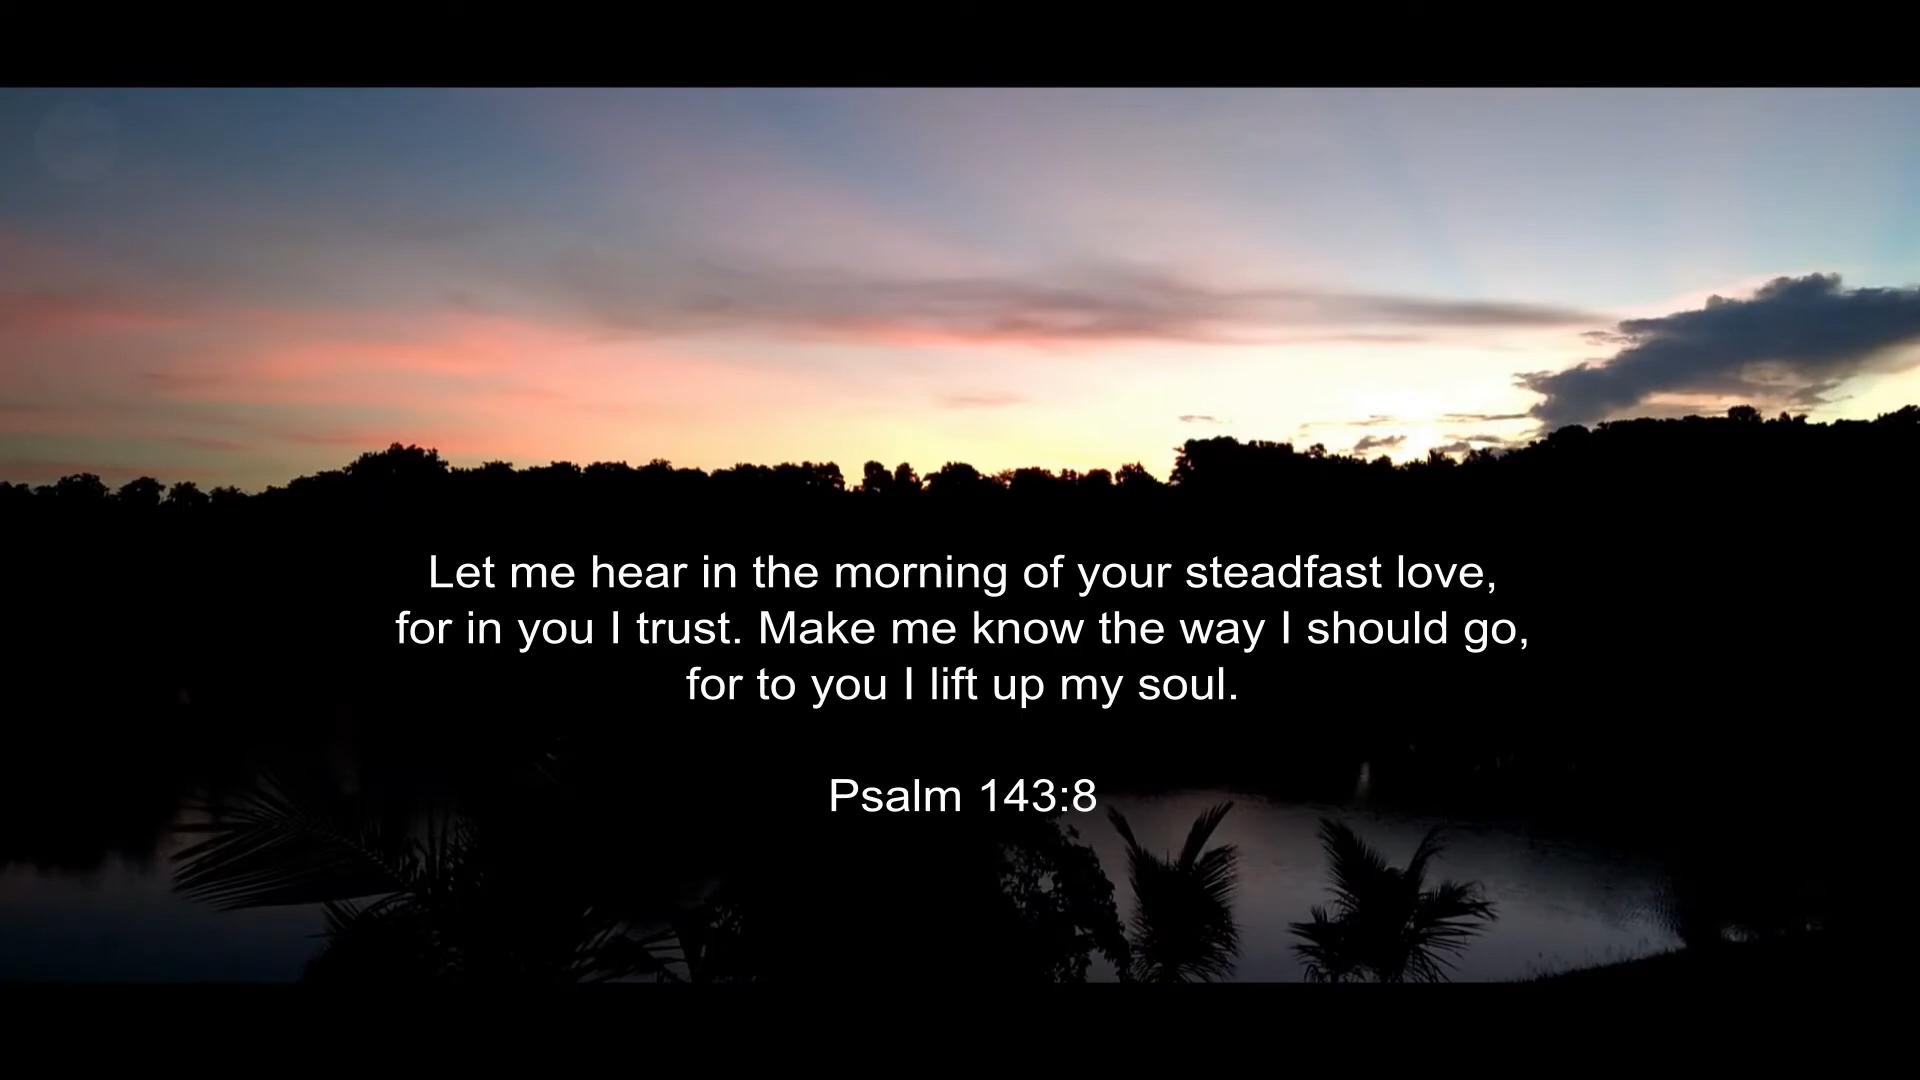 Let me hear in the morning of your steadfast love,
for in you I trust. Make me know the way I should go,
for to you I lift up my soul.
Psalm 143:8